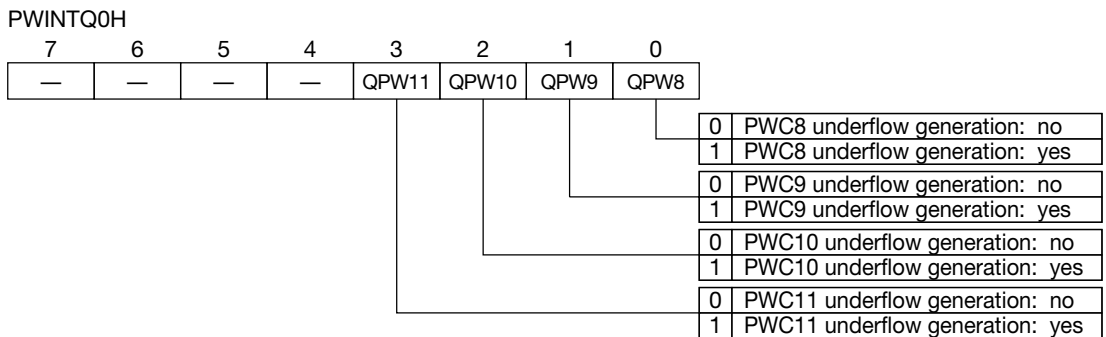 PWINTQ0H
7 6 5 4 3 2 1 0
— — — — QPW11 QPW10 QPW9 QPW8
0 PWC8 underflow generation: no
1 PWC8 underflow generation: yes
0 PWC9 underflow generation: no
1 PWC9 underflow generation: yes
0 PWC10 underflow generation: no
1 PWC10 underflow generation: yes
0 PWC11 underflow generation: no
1 PWC11 underflow generation: yes